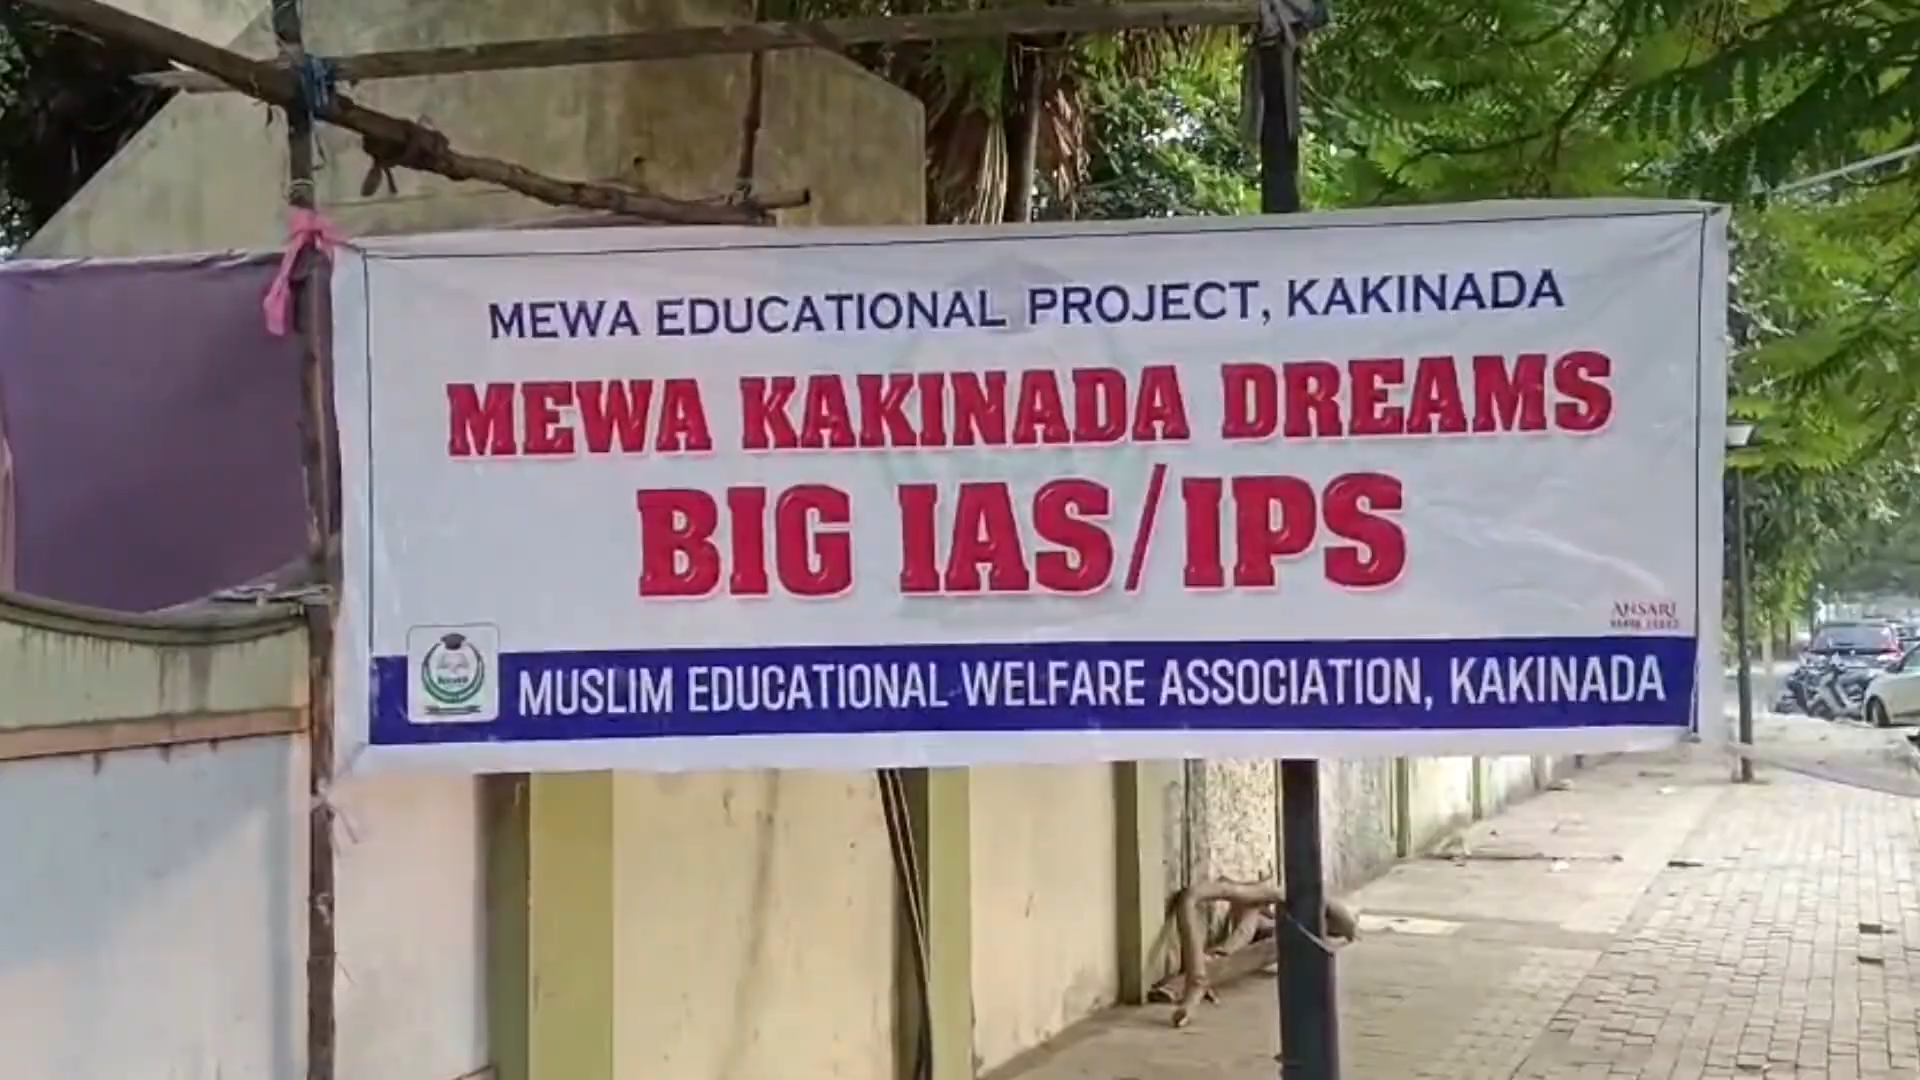 MEWA EDUCATIONAL PROJECT, KAKINADA
MEWA KAKINADA DREAMS
BIG IAS/IPS
ANSARI
MUSLIM EDUCATIONAL WELFARE ASSOCIATION, KAKINADA